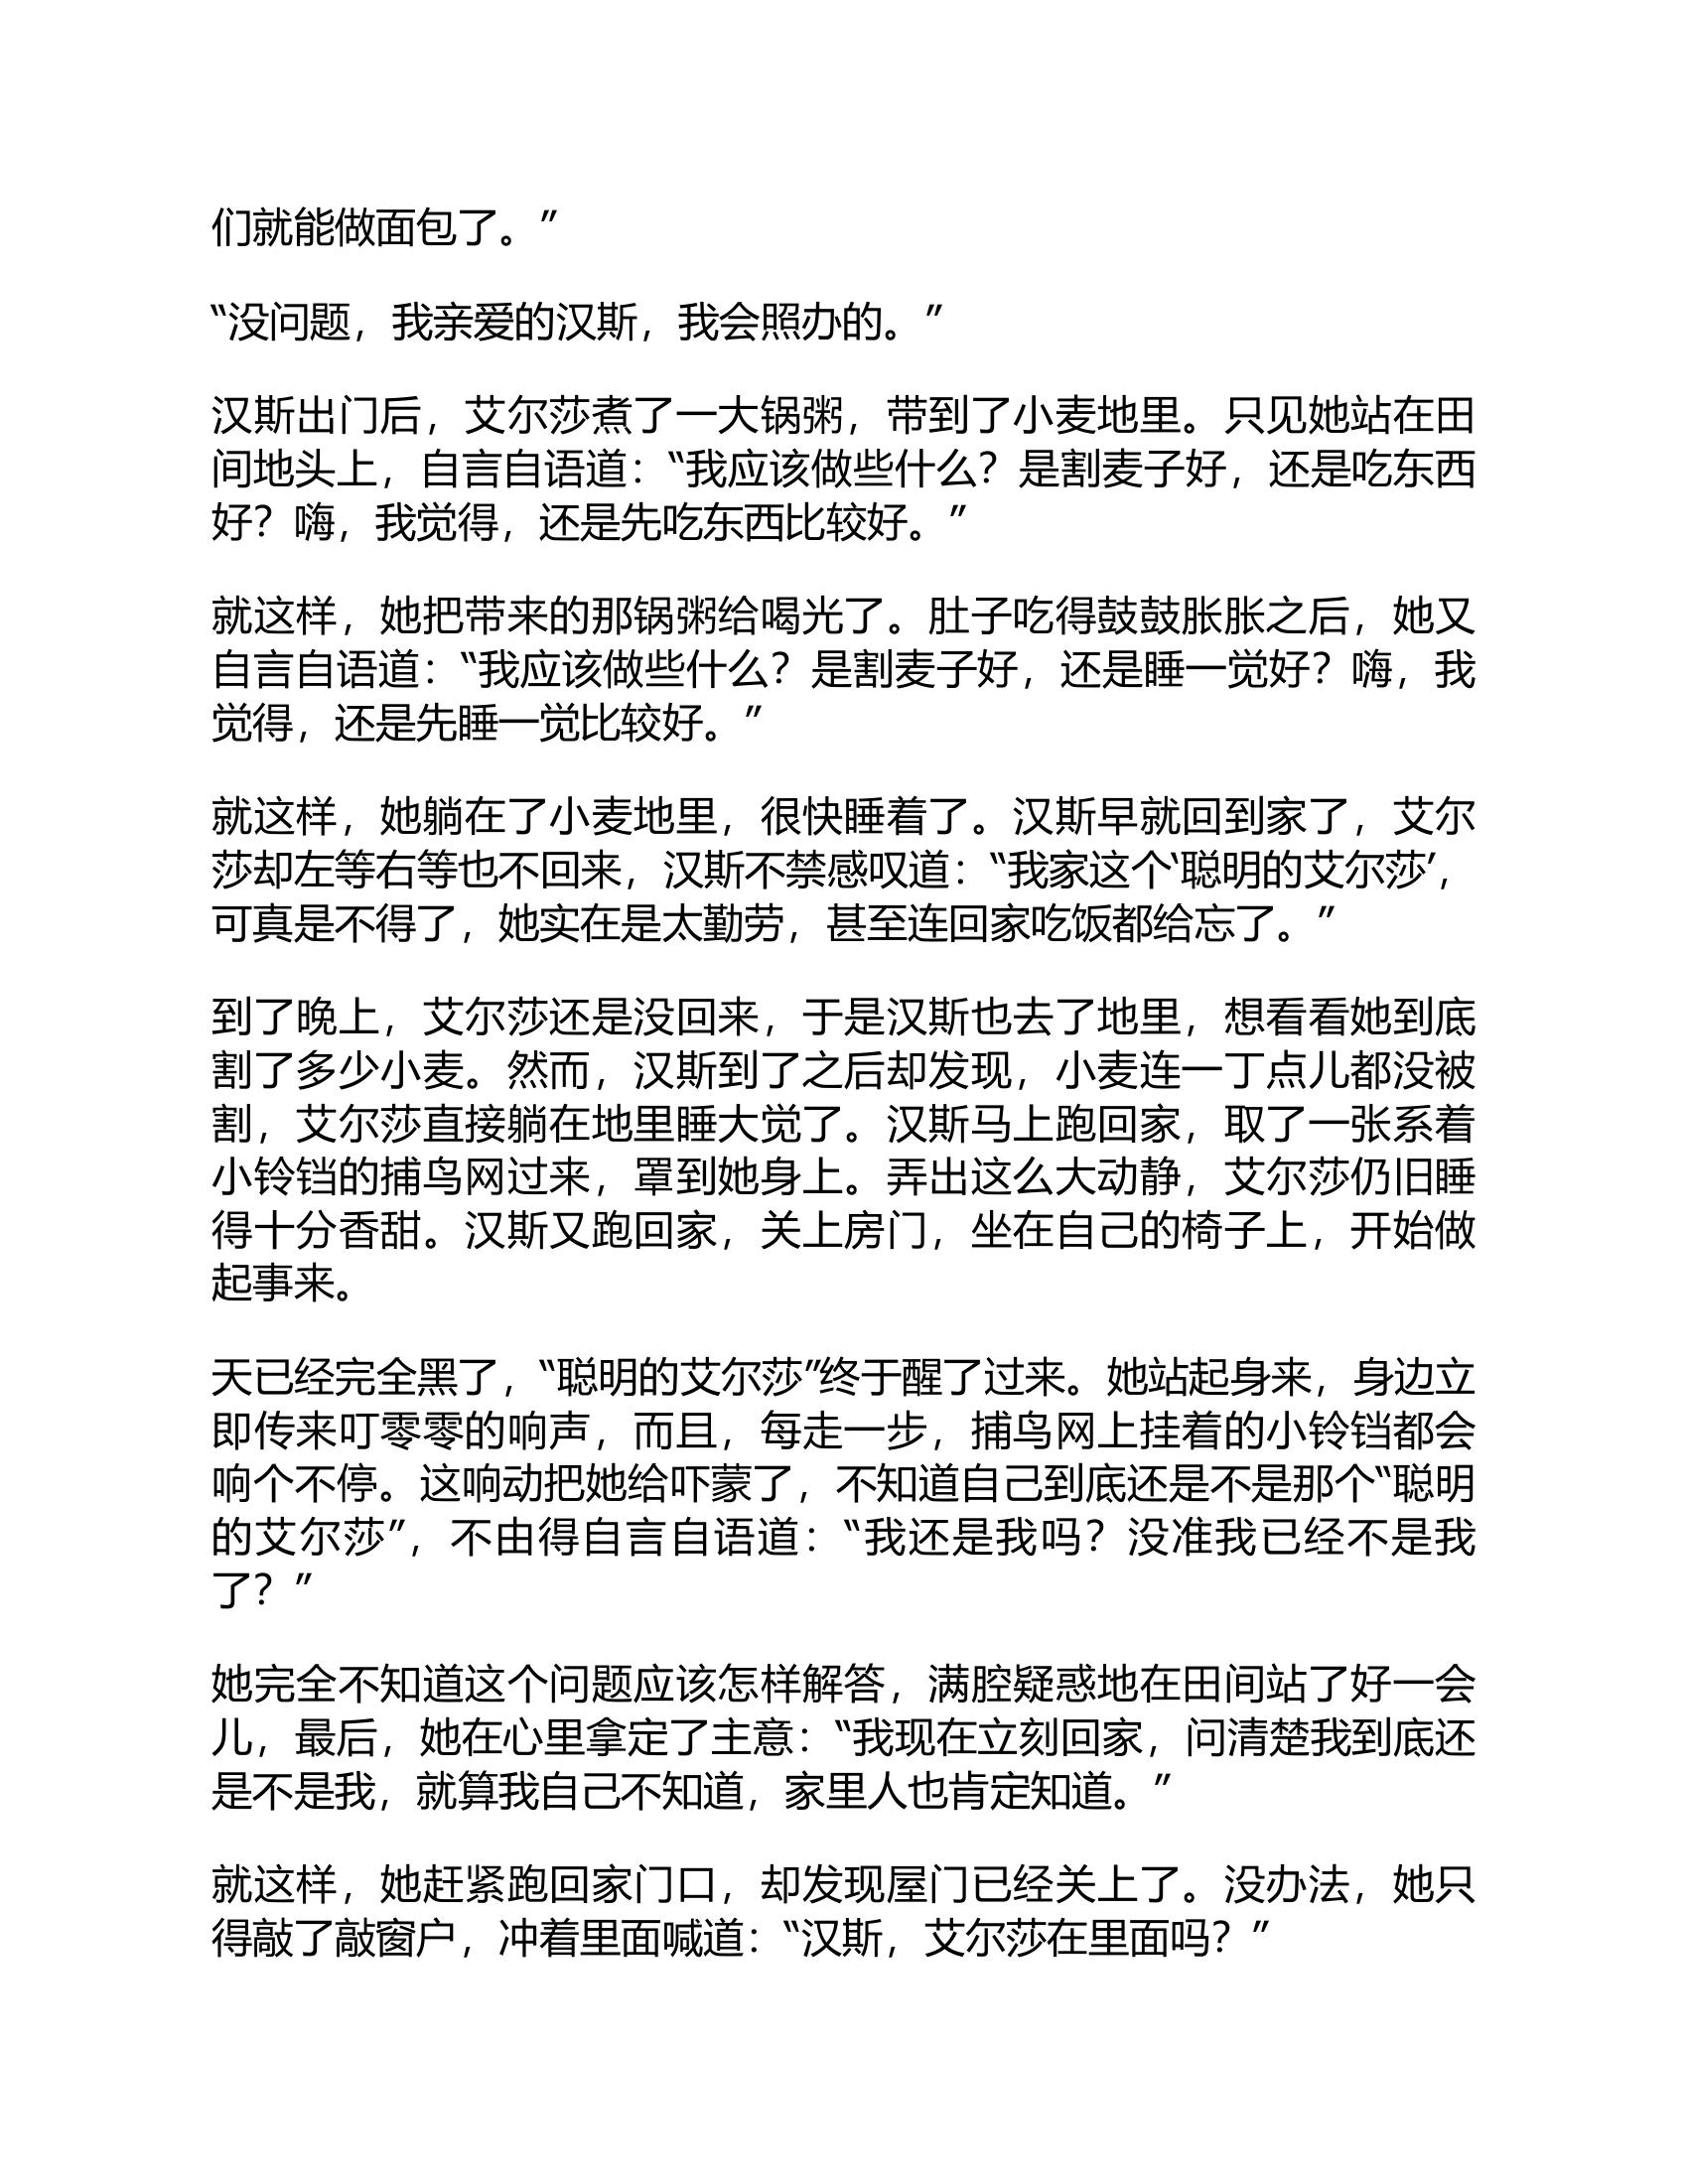 们就能做面包了。”
“没问题，我亲爱的汉斯，我会照办的。”
汉斯出门后，艾尔莎煮了一大锅粥，带到了小麦地里。只见她站在田
间地头上，自言自语道：“我应该做些什么？是割麦子好，还是吃东西
好？嗨，我觉得，还是先吃东西比较好。”
就这样，她把带来的那锅粥给喝光了。肚子吃得鼓鼓胀胀之后，她又
自言自语道：“我应该做些什么？是割麦子好，还是睡一觉好？嗨，我
觉得，还是先睡一觉比较好。”
就这样，她躺在了小麦地里，很快睡着了。汉斯早就回到家了，艾尔
莎却左等右等也不回来，汉斯不禁感叹道：“我家这个‘聪明的艾尔莎’，
可真是不得了，她实在是太勤劳，甚至连回家吃饭都给忘了。”
到了晚上，艾尔莎还是没回来，于是汉斯也去了地里，想看看她到底
割了多少小麦。然而，汉斯到了之后却发现，小麦连一丁点儿都没被
割，艾尔莎直接躺在地里睡大觉了。汉斯马上跑回家，取了一张系着
小铃铛的捕鸟网过来，罩到她身上。弄出这么大动静，艾尔莎仍旧睡
得十分香甜。汉斯又跑回家，关上房门，坐在自己的椅子上，开始做
起事来。
天已经完全黑了，“聪明的艾尔莎”终于醒了过来。她站起身来，身边立
即传来叮零零的响声，而且，每走一步，捕鸟网上挂着的小铃铛都会
响个不停。这响动把她给吓蒙了，不知道自己到底还是不是那个“聪明
的艾尔莎”，不由得自言自语道：“我还是我吗？没准我已经不是我
了？”
她完全不知道这个问题应该怎样解答，满腔疑惑地在田间站了好一会
儿，最后，她在心里拿定了主意：“我现在立刻回家，问清楚我到底还
是不是我，就算我自己不知道，家里人也肯定知道。”
就这样，她赶紧跑回家门口，却发现屋门已经关上了。没办法，她只
得敲了敲窗户，冲着里面喊道：“汉斯，艾尔莎在里面吗？”